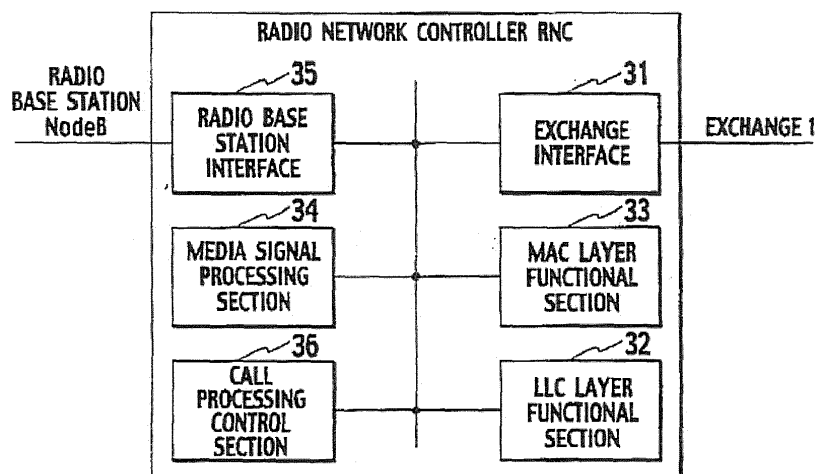 RADIO NETWORK CONTROLLER RNC
RADIO
BASE STATION
NodeB
35
RADIO BASE
STATION
INTERFACE
31
EXCHANGE
INTERFACE
EXCHANGE 1
34
MEDIA SIGNAL
PROCESSING
SECTION
33
MAC LAYER
FUNCTIONAL
SECTION
36
CALL
PROCESSING
CONTROL
SECTION
32
LLC LAYER
FUNCTIONAL
SECTION